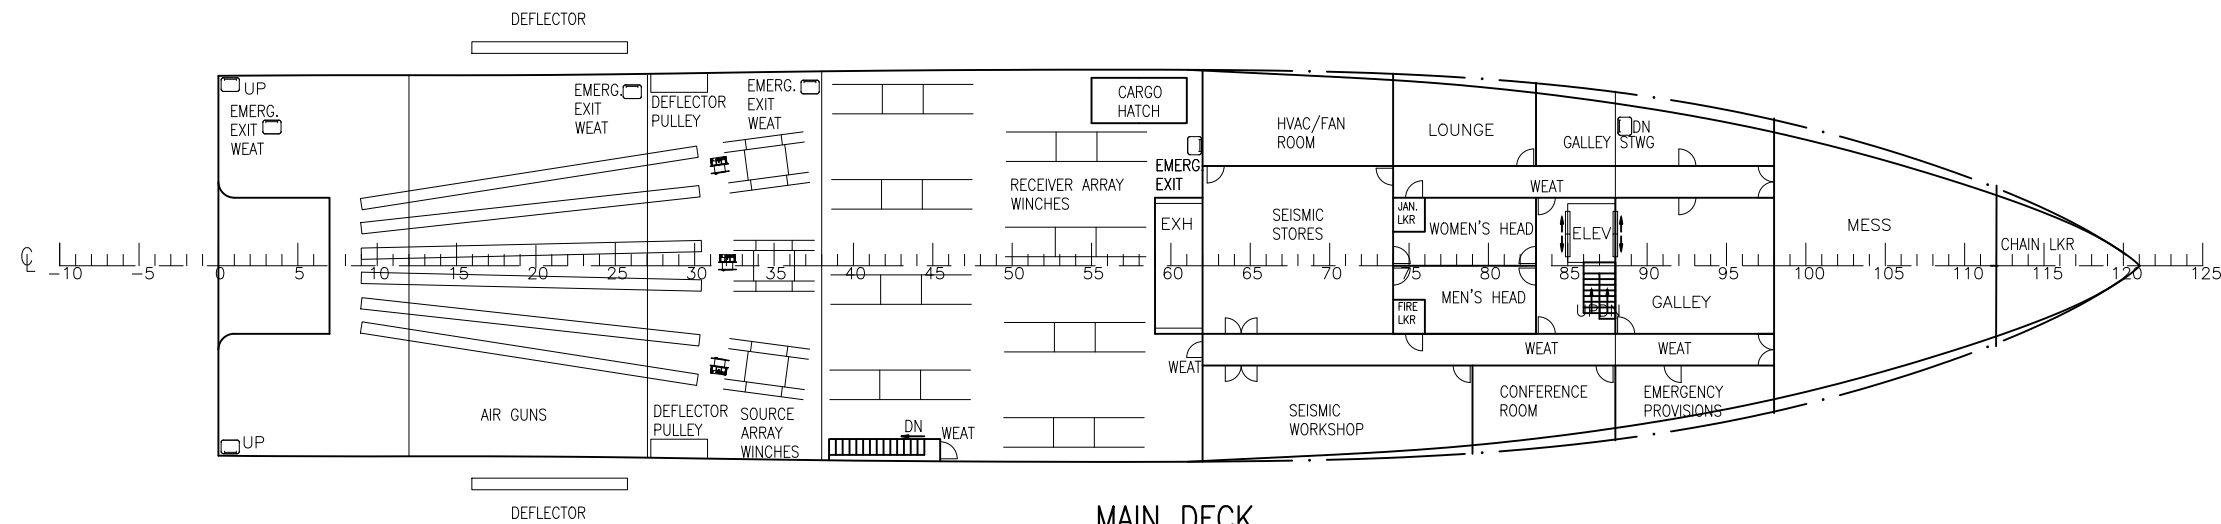 DEFLECTOR
UP
EMERG.
EXIT
WEAT
EMERG.
EXIT
WEAT
DEFLECTOR
PULLEY
EMERG.
EXIT
WEAT
CARGO
HATCH
EMERG
EXIT
RECEIVER ARRAY
WINCHES
EXH
HVAC/FAN
ROOM
LOUNGE
GALLEY STWG
DN
WEAT
SEISMIC
STORES
JAN.
LKR
WOMEN'S HEAD
ELEV
MESS
CHAIN LKR
℄ -10 -5 0 5 10 15 20 25 30 35 40 45 50 55 60 65 70 75 80 85 90 95 100 105 110 115 120 125
FIRE
LKR
MEN'S HEAD
UP
GALLEY
WEAT
WEAT
WEAT
AIR GUNS
DEFLECTOR
PULLEY
SOURCE
ARRAY
WINCHES
DN
WEAT
SEISMIC
WORKSHOP
CONFERENCE
ROOM
EMERGENCY
PROVISIONS
UP
DEFLECTOR
MAIN DECK